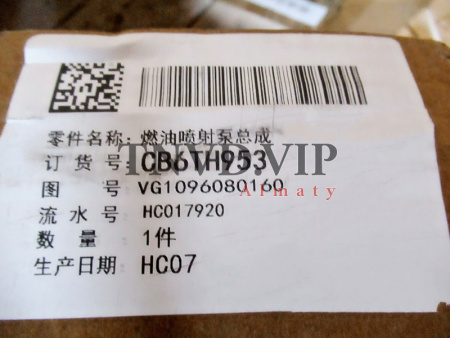 零件名称：燃油喷射泵总成
订货号 CB6TH953
TNVD.VIP
图 号 VG1096080160
Almaty
流水号 HC017920
数 量 1件
生产日期 HC07